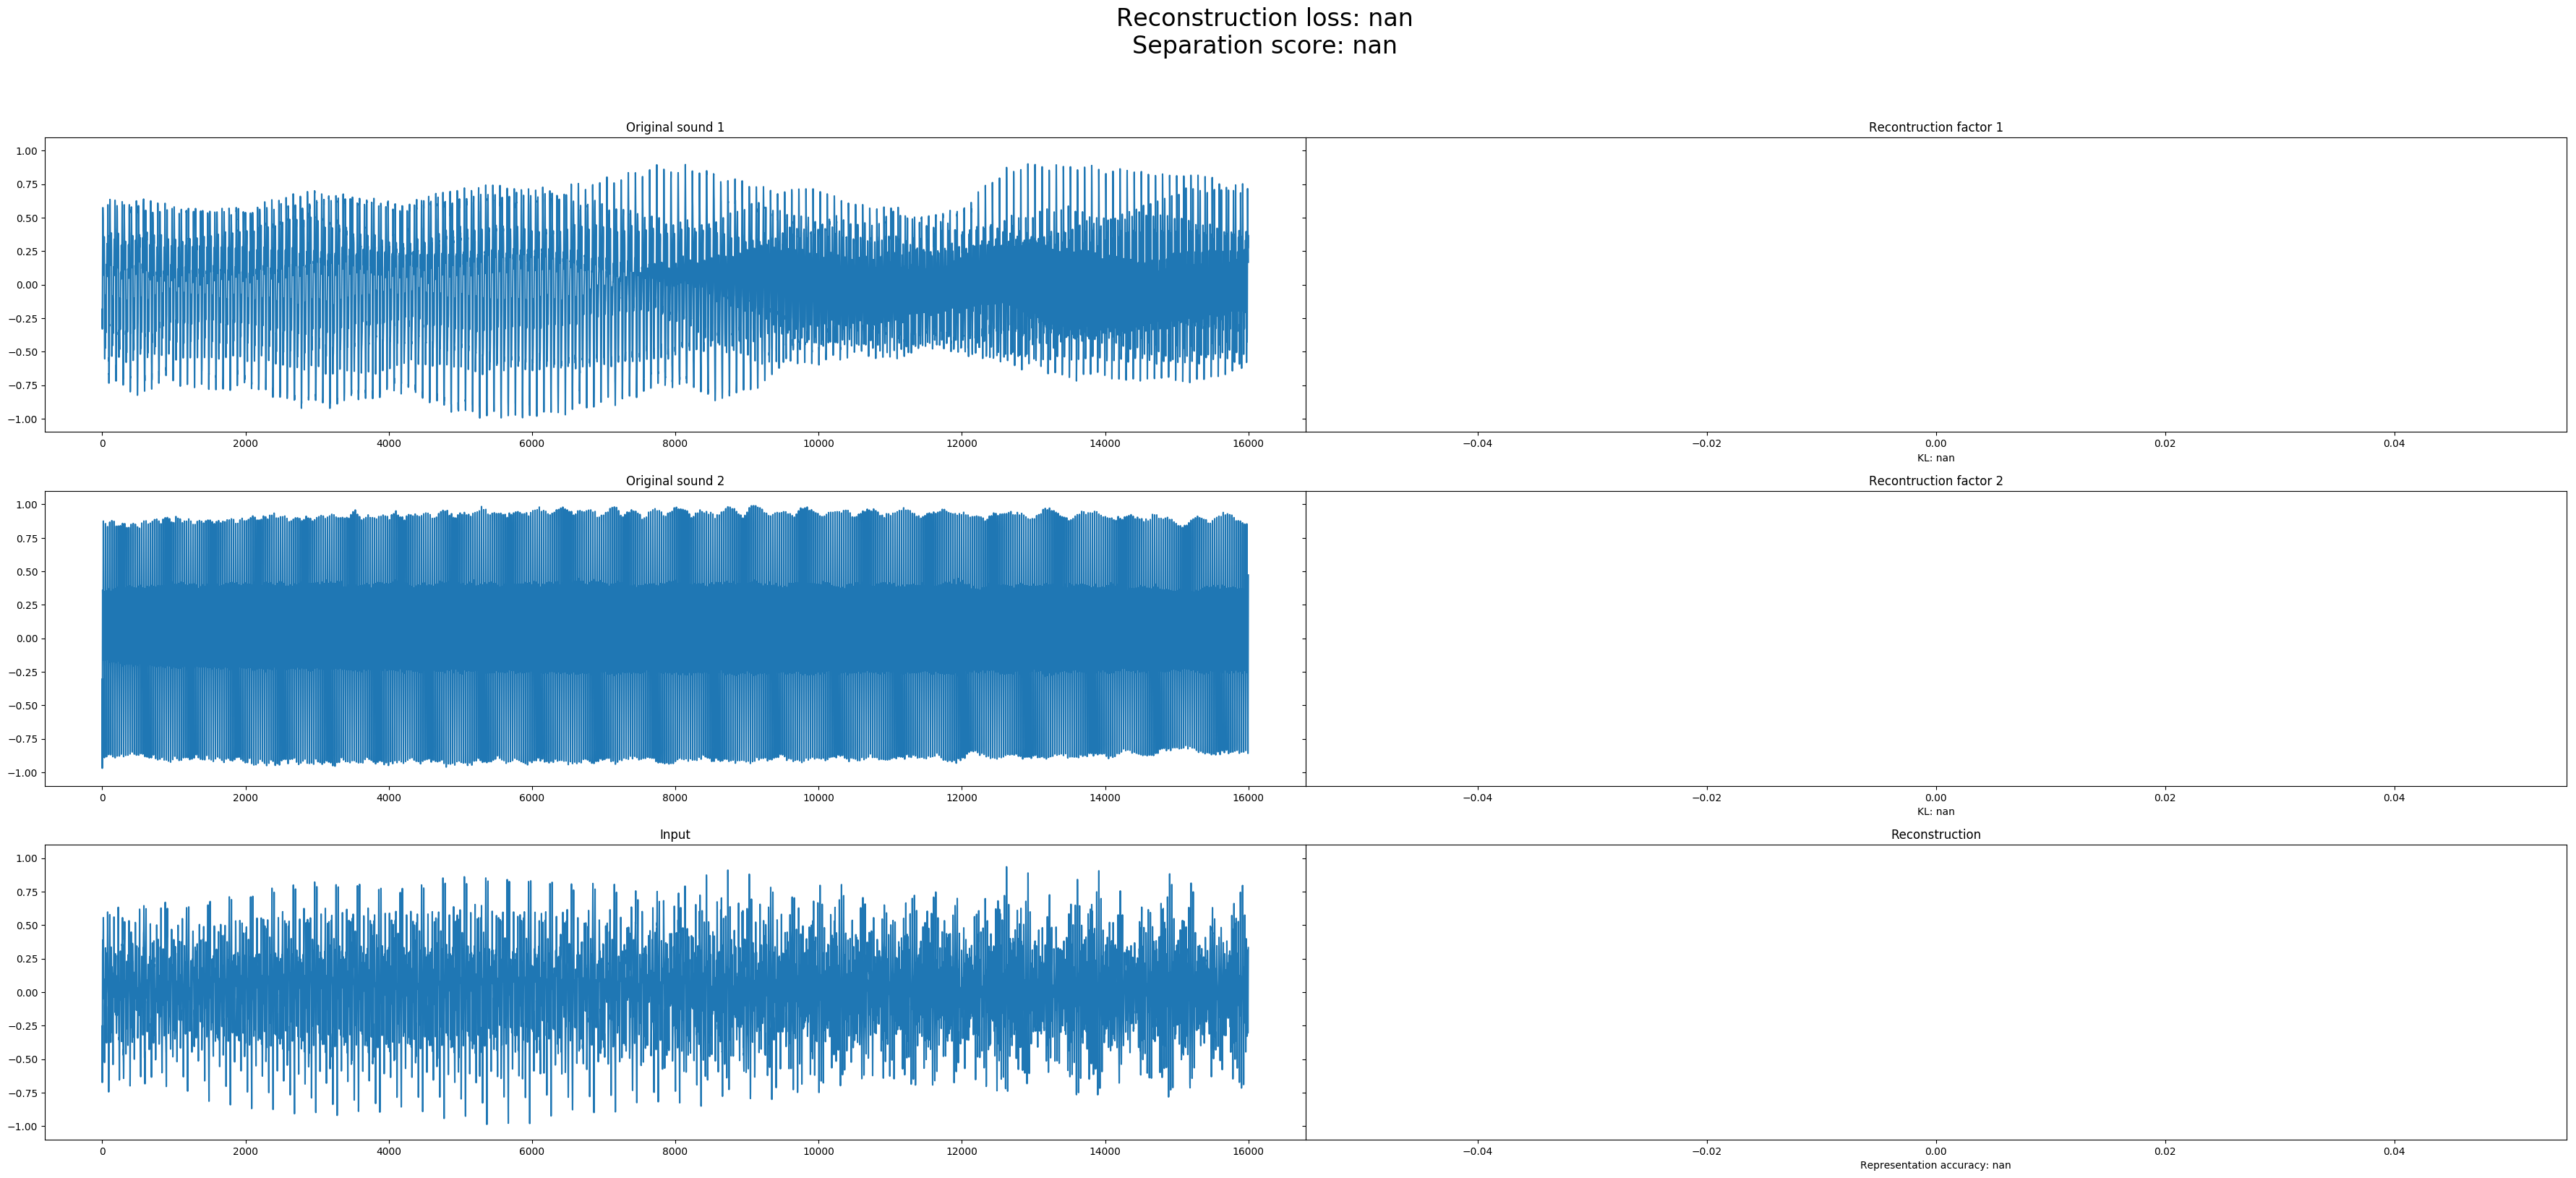 Reconstruction loss: nan
Separation score: nan
Original sound 1
Recontruction factor 1
1.00
0.75
0.50
0.25
0.00
−0.25
−0.50
−0.75
−1.00
0 2000 4000 6000 8000 10000 12000 14000 16000
−0.04 −0.02 0.00 0.02 0.04
KL: nan
Original sound 2
Recontruction factor 2
1.00
0.75
0.50
0.25
0.00
−0.25
−0.50
−0.75
−1.00
0 2000 4000 6000 8000 10000 12000 14000 16000
−0.04 −0.02 0.00 0.02 0.04
KL: nan
Input
Reconstruction
1.00
0.75
0.50
0.25
0.00
−0.25
−0.50
−0.75
−1.00
0 2000 4000 6000 8000 10000 12000 14000 16000
−0.04 −0.02 0.00 0.02 0.04
Representation accuracy: nan